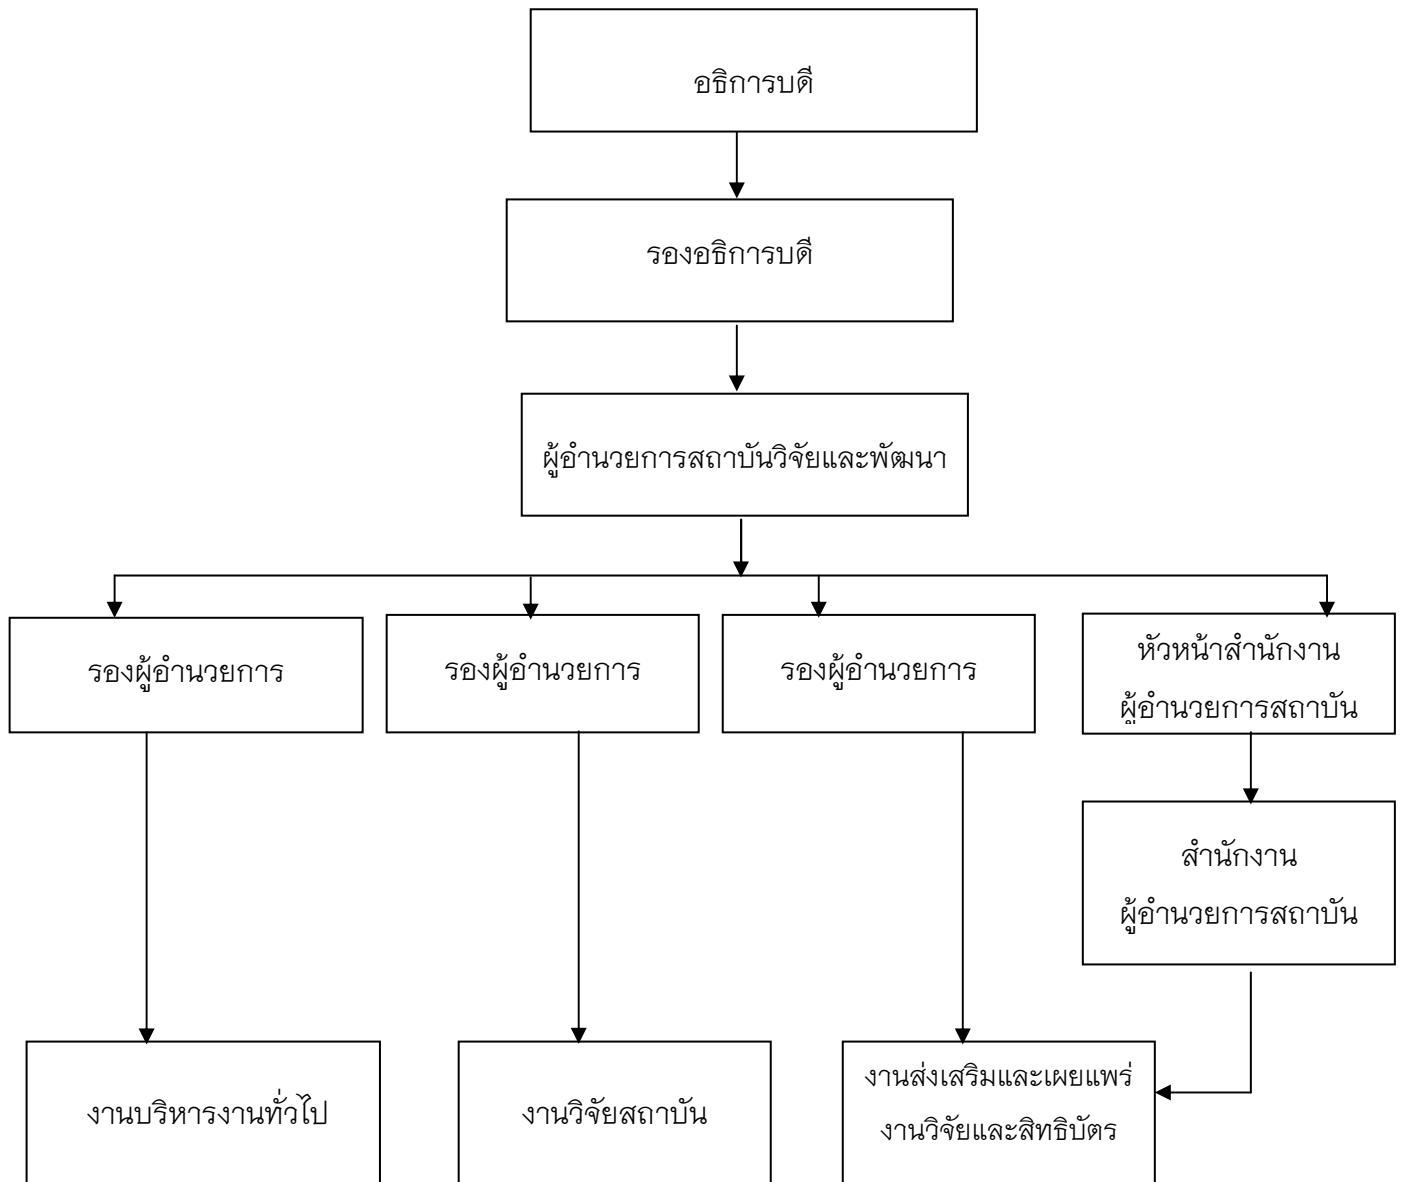 อธิการบดี
รองอธิการบดี
ผู้อำนวยการสถาบันวิจัยและพัฒนา
รองผู้อำนวยการ
รองผู้อำนวยการ
รองผู้อำนวยการ
หัวหน้าสำนักงาน
ผู้อำนวยการสถาบัน
สำนักงาน
ผู้อำนวยการสถาบัน
งานบริหารงานทั่วไป
งานวิจัยสถาบัน
งานส่งเสริมและเผยแพร่
งานวิจัยและสิทธิบัตร